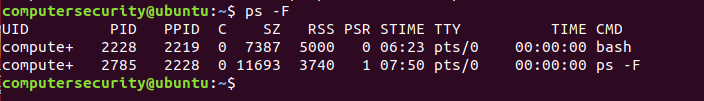 computersecurity@ubuntu:~$ ps -F
UID        PID  PPID  C    SZ   RSS PSR STIME TTY          TIME CMD
compute+  2228  2219  0  7387  5000   0 06:23 pts/0    00:00:00 bash
compute+  2785  2228  0 11693  3740   1 07:50 pts/0    00:00:00 ps -F
computersecurity@ubuntu:~$